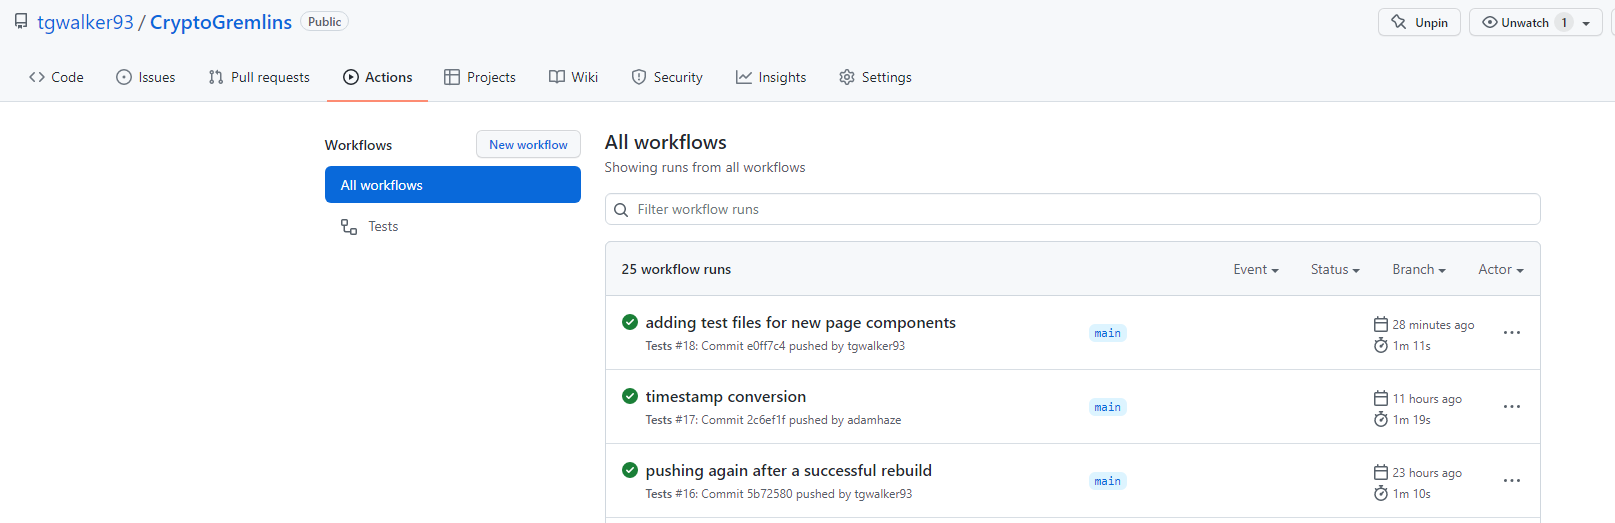 tgwalker93 / CryptoGremlins Public
Unpin
Unwatch 1
Code Issues Pull requests Actions Projects Wiki Security Insights Settings
Workflows
New workflow
All workflows
Tests
All workflows
Showing runs from all workflows
Filter workflow runs
25 workflow runs
Event Status Branch Actor
adding test files for new page components
Tests #18: Commit e0ff7c4 pushed by tgwalker93
main
28 minutes ago
1m 11s
timestamp conversion
Tests #17: Commit 2c6ef1f pushed by adamhaze
main
11 hours ago
1m 19s
pushing again after a successful rebuild
Tests #16: Commit 5b72580 pushed by tgwalker93
main
23 hours ago
1m 10s